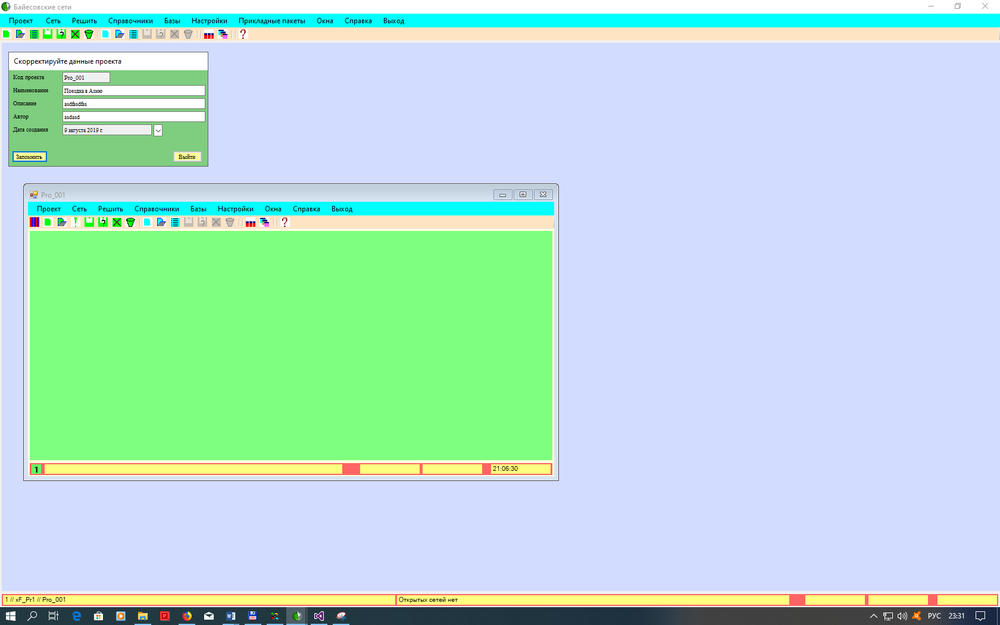 Байесовские сети
Проект Сеть Решить Справочники Базы Настройки Прикладные пакеты Окна Справка Выход
Скорректируйте данные проекта
Код проекта Pro_001
Наименование Поездка в Азию
Описание asdfasdfas
Автор asdasd
Дата создания 9 августа 2019 г.
Запомнить Выйти
Pro_001
Проект Сеть Решить Справочники Базы Настройки Окна Справка Выход
1 21:06:30
1 // xF_Pr1 // Pro_001 Открытых сетей нет
РУС 23:31